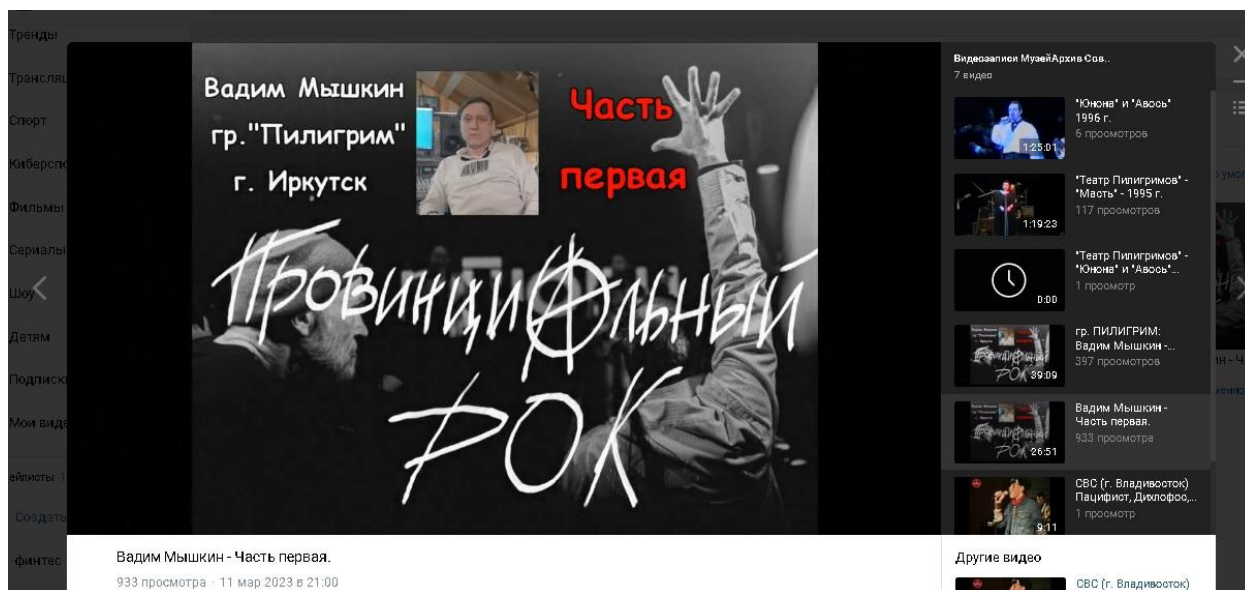 Тренды
Трансляц
Спорт
Киберспо
Фильмы
Сериалы
Шоу
Детям
Подписки
Мои виде
ейлисты 1
Создать
финтес
Вадим Мышкин
гр."Пилигрим"
г. Иркутск
Часть
первая
ПРОВИНЦИАЛЬНЫЙ
РОК
Вадим Мышкин - Часть первая.
933 просмотра · 11 мар 2023 в 21:00
Видеозаписи МузейАрхив Сов..
7 видео
"Юнона" и "Авось"
1996 г.
6 просмотров
1:25:01
"Театр Пилигримов" -
"Масть" - 1995 г.
117 просмотров
1:19:23
"Театр Пилигримов" -
"Юнона" и "Авось"...
1 просмотр
0:00
гр. ПИЛИГРИМ:
Вадим Мышкин -...
397 просмотров
39:09
Вадим Мышкин -
Часть первая.
933 просмотра
26:51
СВС (г. Владивосток)
Пацифист, Дихлофос,...
1 просмотр
9:11
Другие видео
СВС (г. Владивосток)